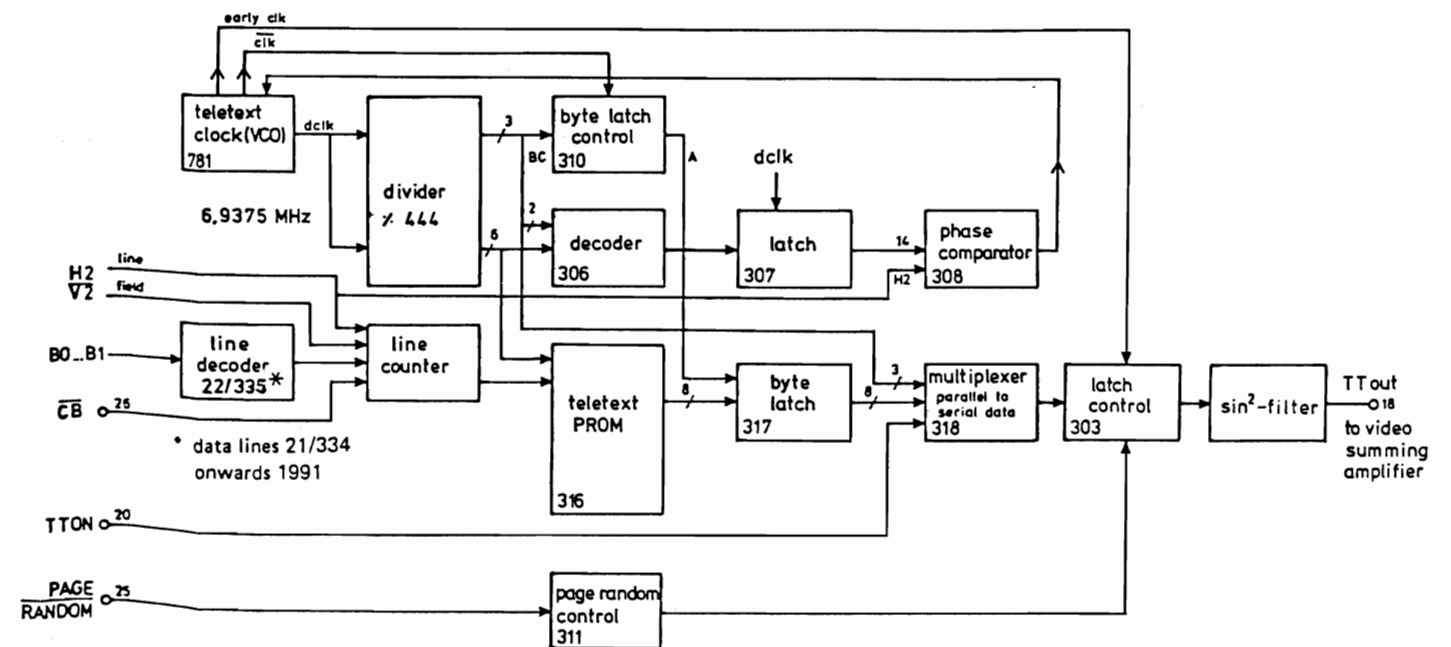 early clk
clk
teletext
clock(VCO)
781
dclk
6,9375 MHz
divider
٪ 444
3
BC
6
2
byte latch
control
310
A
decoder
306
dclk
latch
307
14
H2
phase
comparator
308
H2
line
V2
field
B0...B1
line
decoder
22/335*
line
counter
CB
25
* data lines 21/334
onwards 1991
teletext
PROM
316
8
byte
latch
317
8
3
multiplexer
parallel to
serial data
318
latch
control
303
sin²-filter
TTout
18
to video
summing
amplifier
TTON
20
PAGE
RANDOM
25
page random
control
311